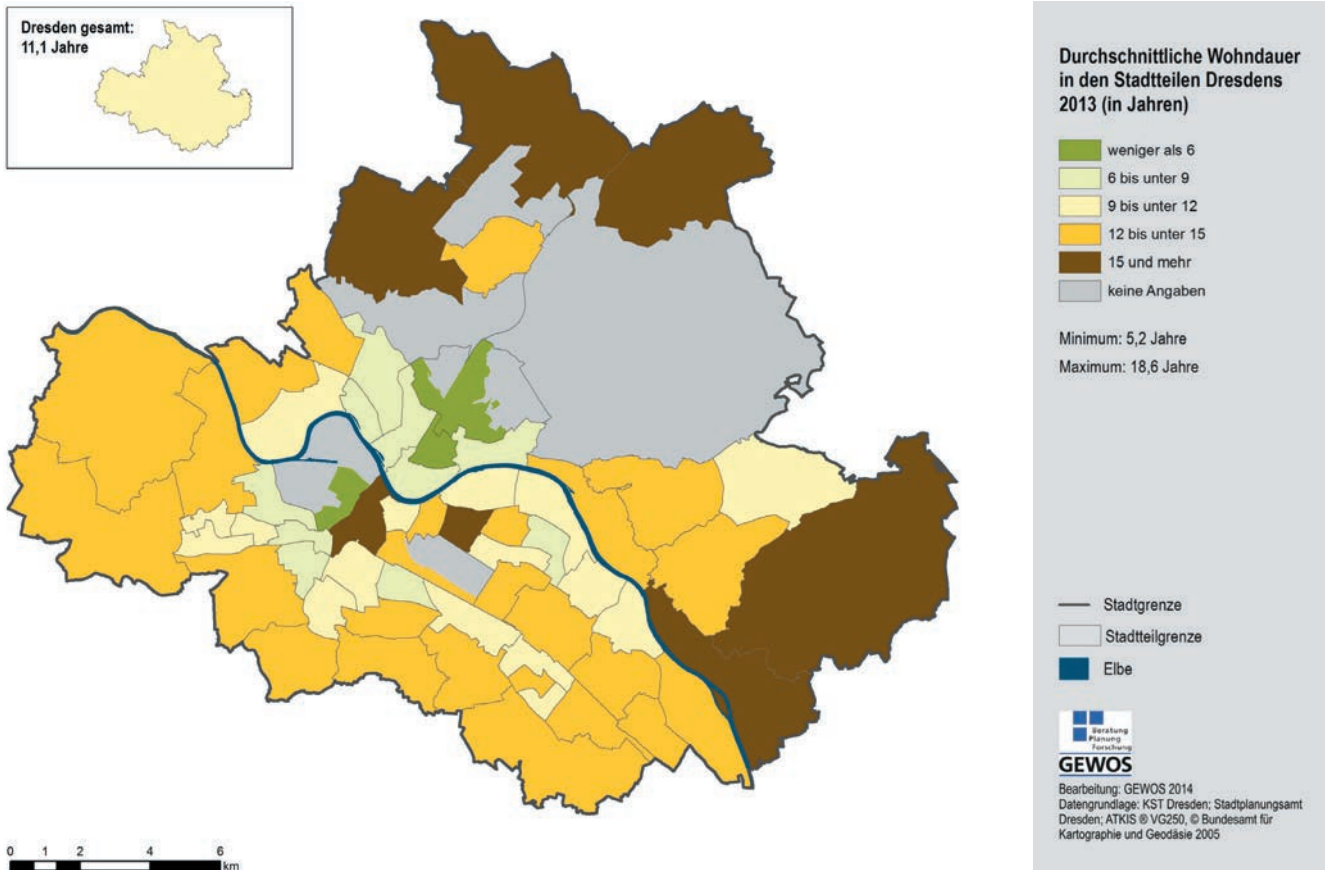 Dresden gesamt:
11,1 Jahre
Durchschnittliche Wohndauer
in den Stadtteilen Dresdens
2013 (in Jahren)
weniger als 6
6 bis unter 9
9 bis unter 12
12 bis unter 15
15 und mehr
keine Angaben
Minimum: 5,2 Jahre
Maximum: 18,6 Jahre
Stadtgrenze
Stadtteilgrenze
Elbe
Beratung
Planung
Forschung
GEWOS
Bearbeitung: GEWOS 2014
Datengrundlage: KST Dresden; Stadtplanungsamt
Dresden; ATKIS ® VG250, © Bundesamt für
Kartographie und Geodäsie 2005
0 1 2 4 6
km